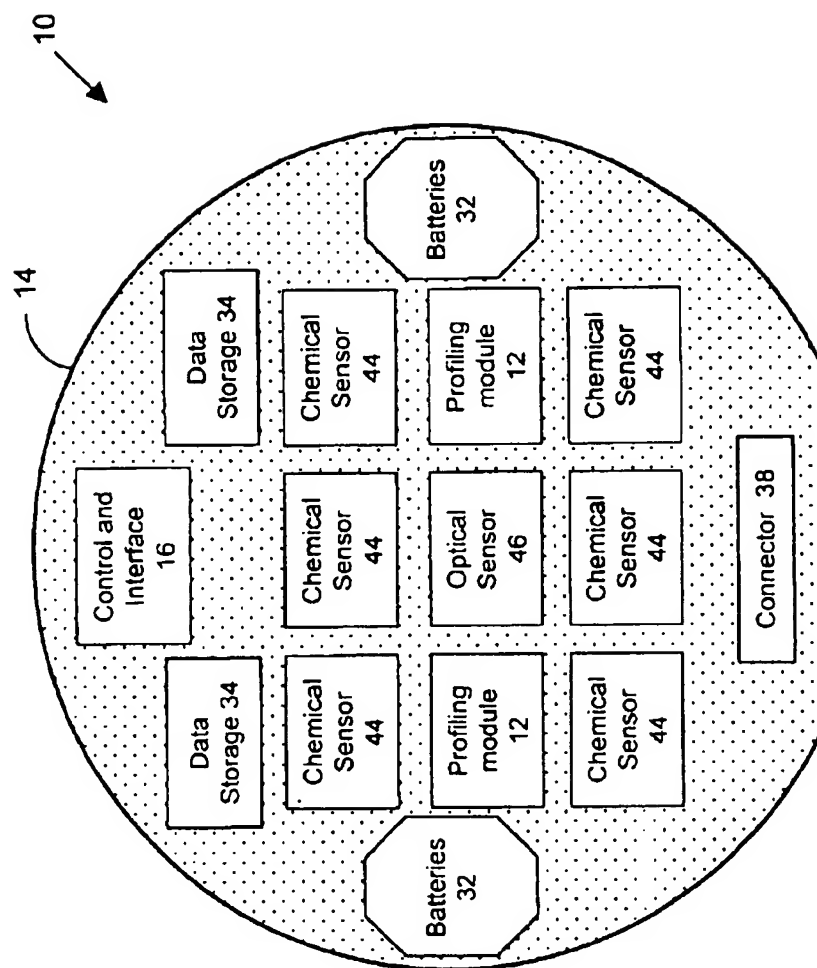 10
14
Control and
Interface
16
Data
Storage 34
Data
Storage 34
Chemical
Sensor
44
Chemical
Sensor
44
Chemical
Sensor
44
Batteries
32
Profiling
module
12
Optical
Sensor
46
Profiling
module
12
Batteries
32
Chemical
Sensor
44
Chemical
Sensor
44
Chemical
Sensor
44
Connector 38